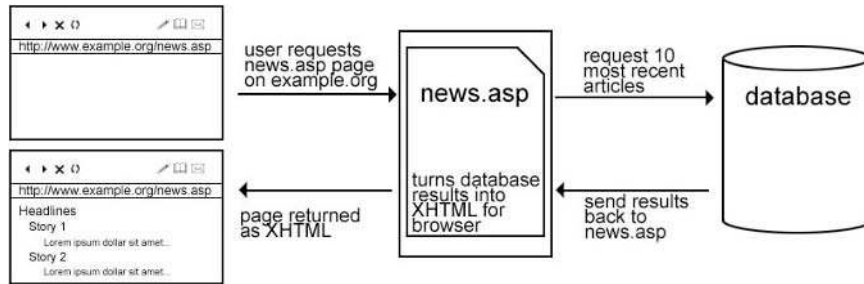 http://www.example.org/news.asp
user requests
news.asp page
on example.org
news.asp
request 10
most recent
articles
database
http://www.example.org/news.asp
Headlines
Story 1
Lorem ipsum dollar sit amet...
Story 2
Lorem ipsum dollar sit amet...
page returned
as XHTML
turns database
results into
XHTML for
browser
send results
back to
news.asp